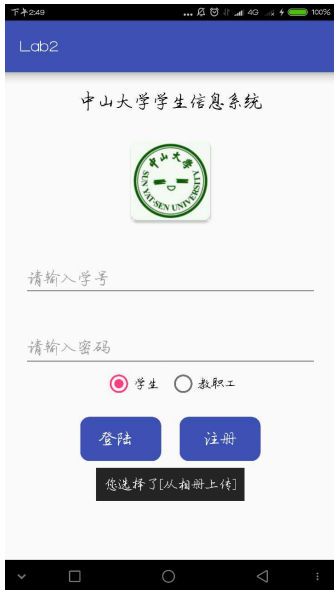 下午2:49 ... 4G 100%
Lab2
中山大学学生信息系统
中山大学
SUN YAT-SEN UNIVERSITY
请输入学号
请输入密码
学生 教职工
登陆 注册
您选择了[从相册上传]